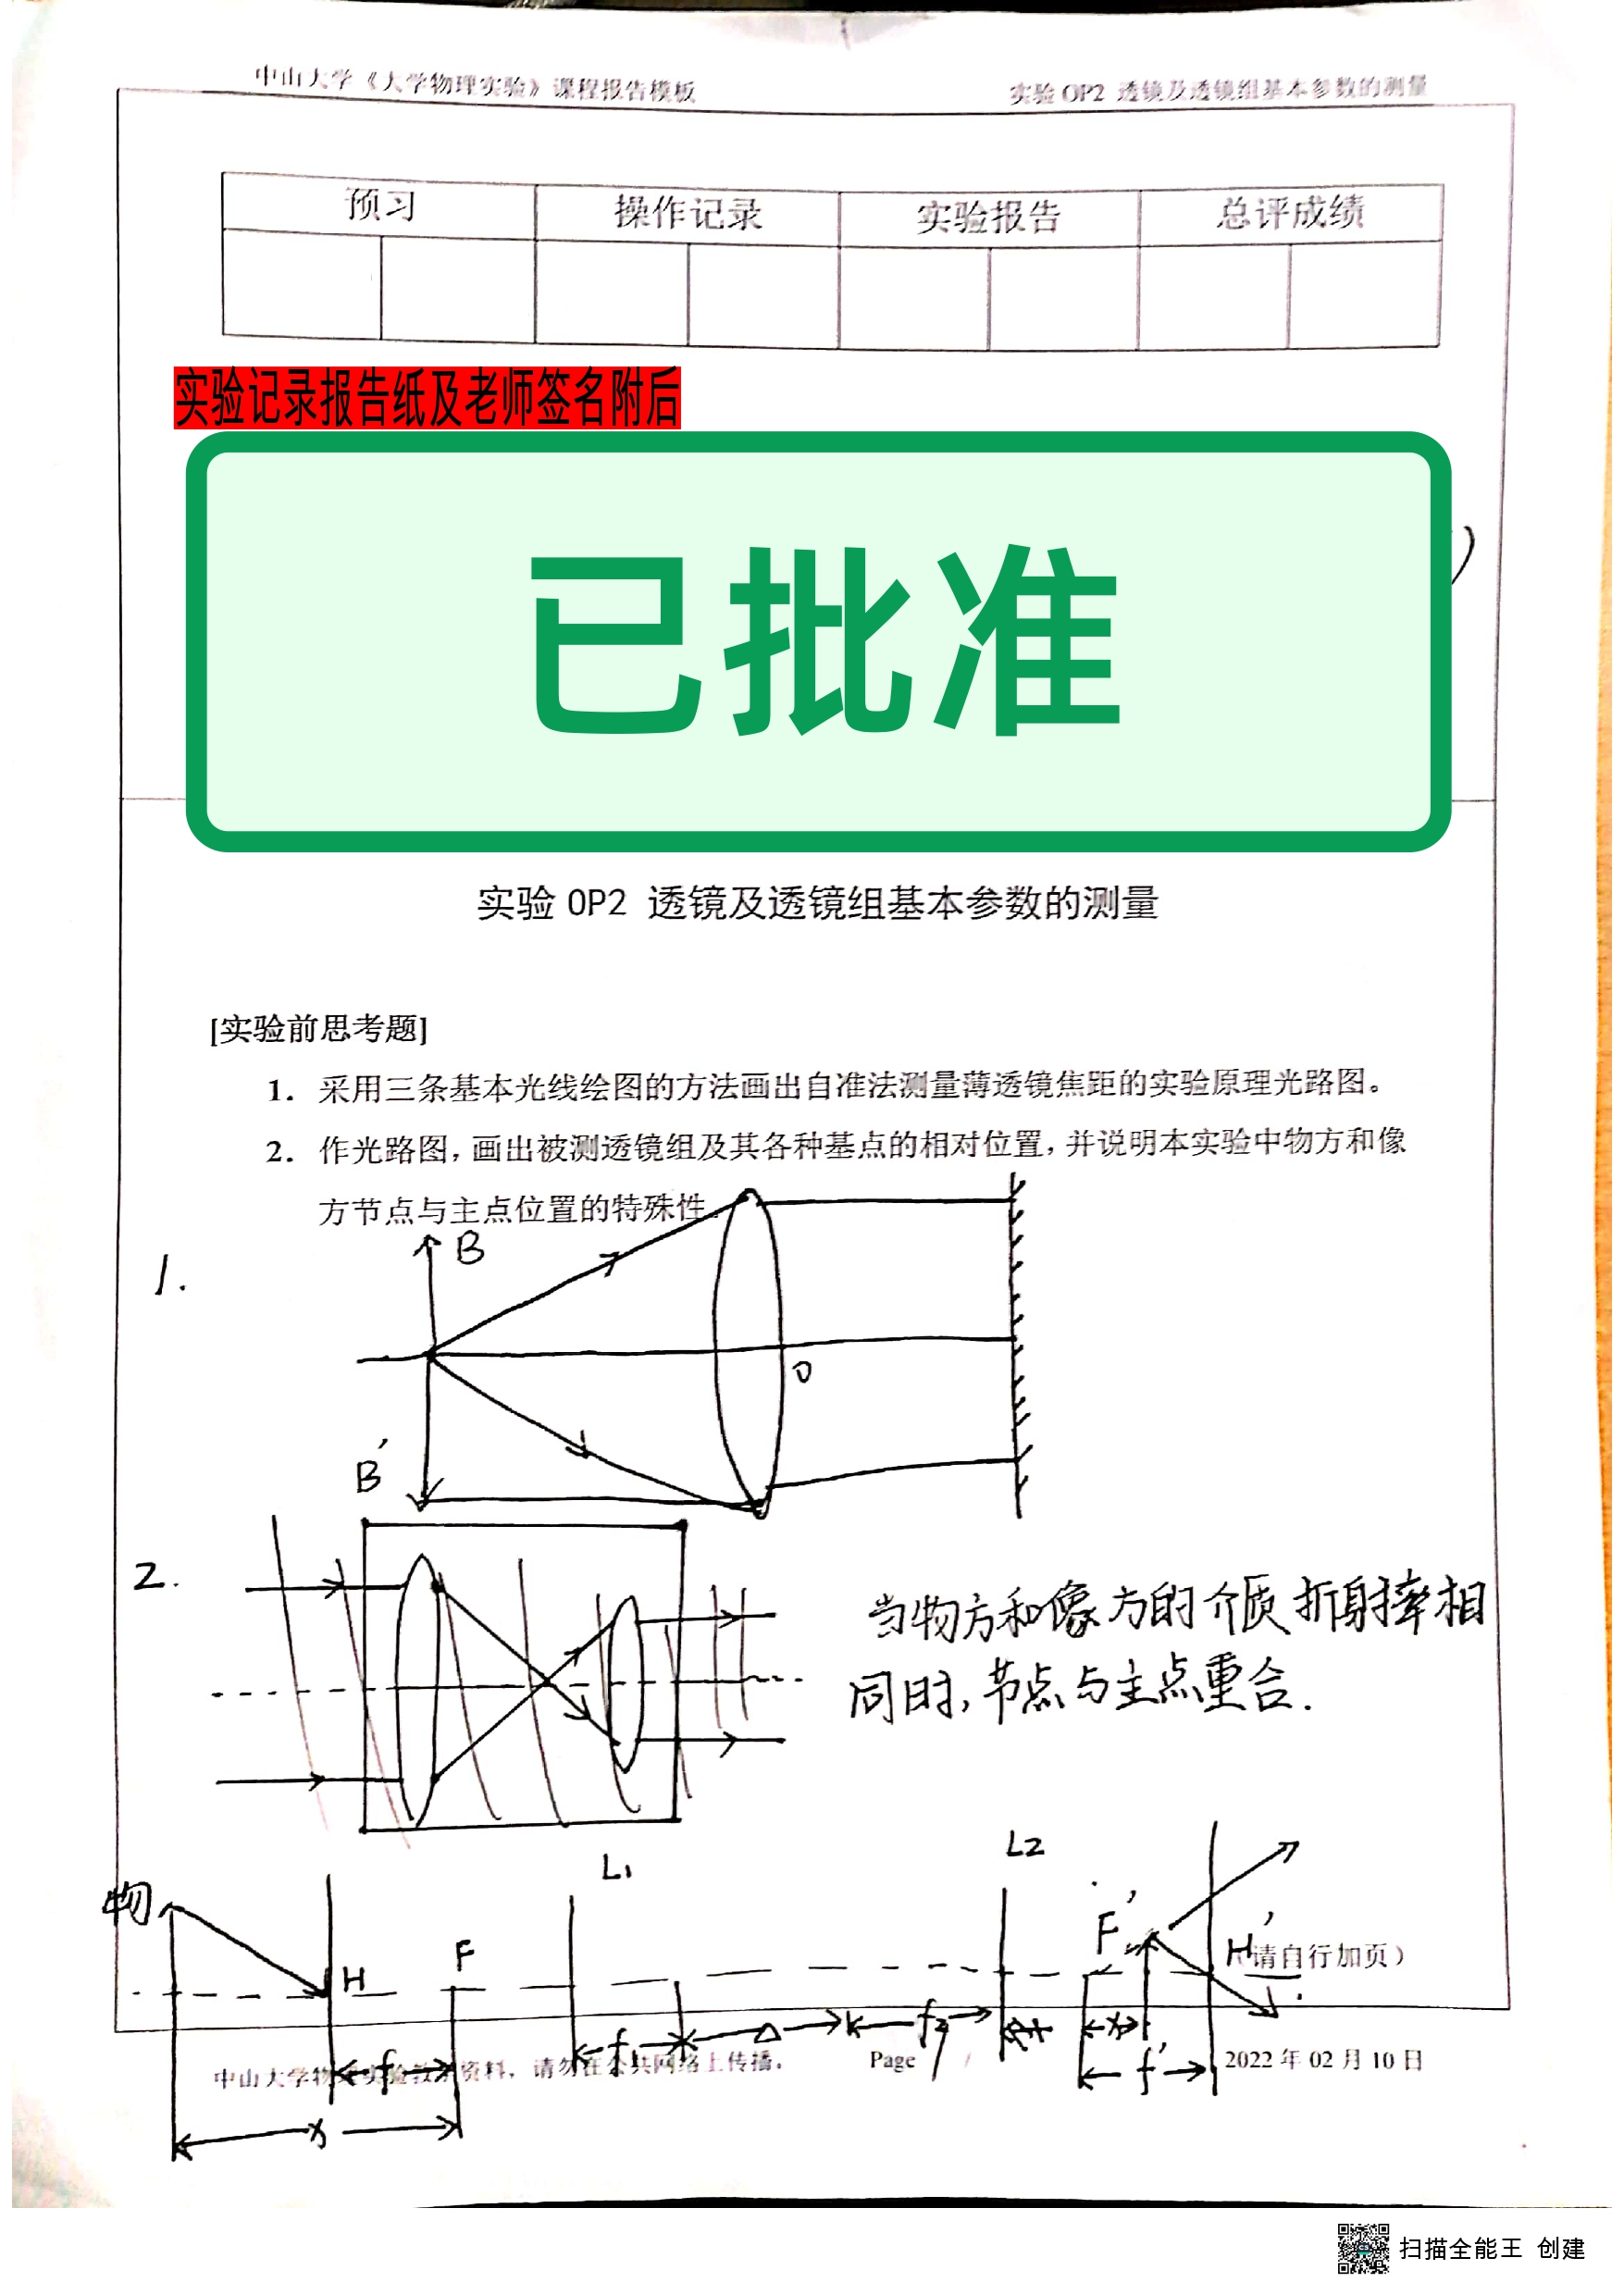 中山大学《大学物理实验》课程报告模板
实验 OP2 透镜及透镜组基本参数的测量
预习 操作记录 实验报告 总评成绩
实验记录报告纸及老师签名附后
已批准
实验 OP2 透镜及透镜组基本参数的测量
[实验前思考题]
1. 采用三条基本光线绘图的方法画出自准法测量薄透镜焦距的实验原理光路图。
2. 作光路图，画出被测透镜组及其各种基点的相对位置，并说明本实验中物方和像
方节点与主点位置的特殊性
1.
B
O
B'
2.
当物方和像方的介质折射率相
同时，节点与主点重合.
L1
L2
物
H
F
F'
H'
（请自行加页）
f
f1
Δ
f2
x'
f'
x
中山大学物理实验教学资料，请勿在公共网络上传播。
Page
2022 年 02 月 10 日
扫描全能王 创建